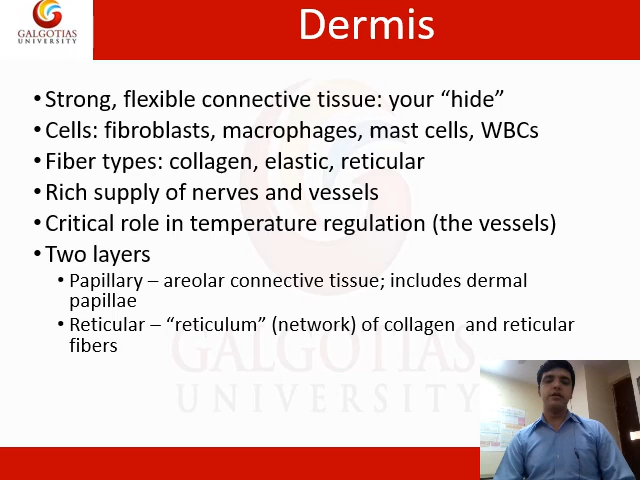 GALGOTIAS
UNIVERSITY
Dermis
• Strong, flexible connective tissue: your “hide”
• Cells: fibroblasts, macrophages, mast cells, WBCs
• Fiber types: collagen, elastic, reticular
• Rich supply of nerves and vessels
• Critical role in temperature regulation (the vessels)
• Two layers
• Papillary – areolar connective tissue; includes dermal
papillae
• Reticular – “reticulum” (network) of collagen and reticular
fibers
GALGOTIAS
UNIVERSITY